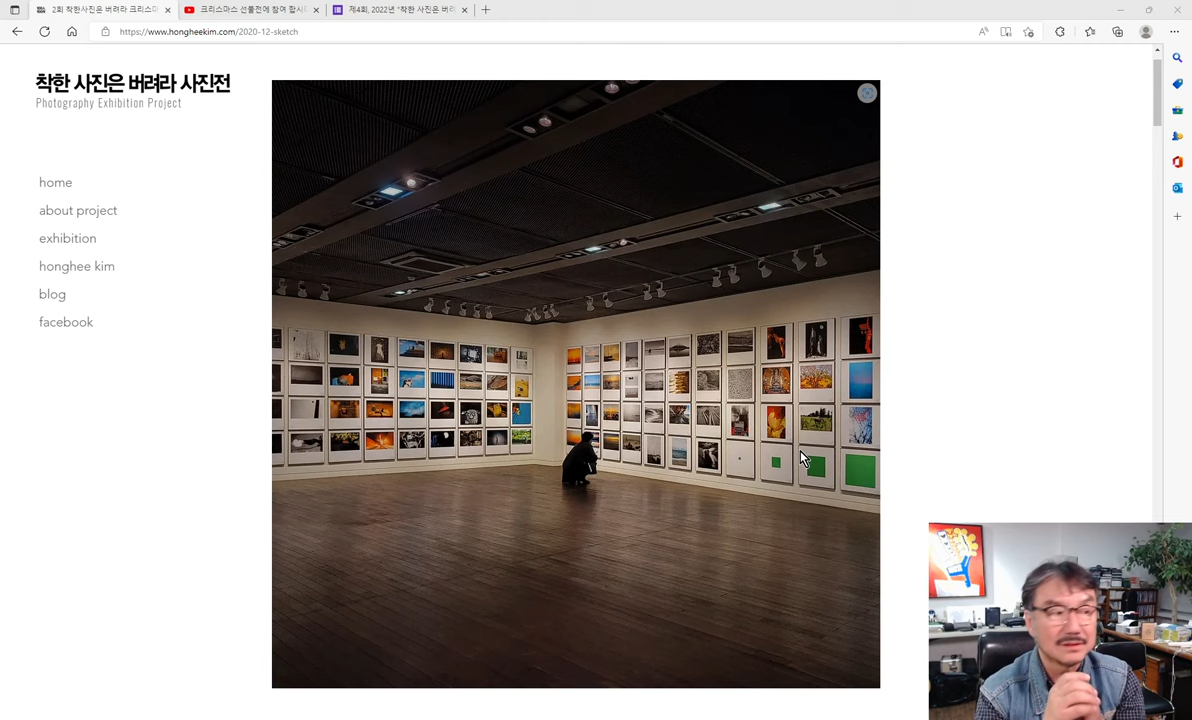 2회 착한사진은 버려라 크리스마
크리스마스 선물전에 참여 합시다
제4회, 2022년 "착한 사진은 버려
https://www.hongheekim.com/2020-12-sketch
착한 사진은 버려라 사진전
Photography Exhibition Project
home
about project
exhibition
honghee kim
blog
facebook